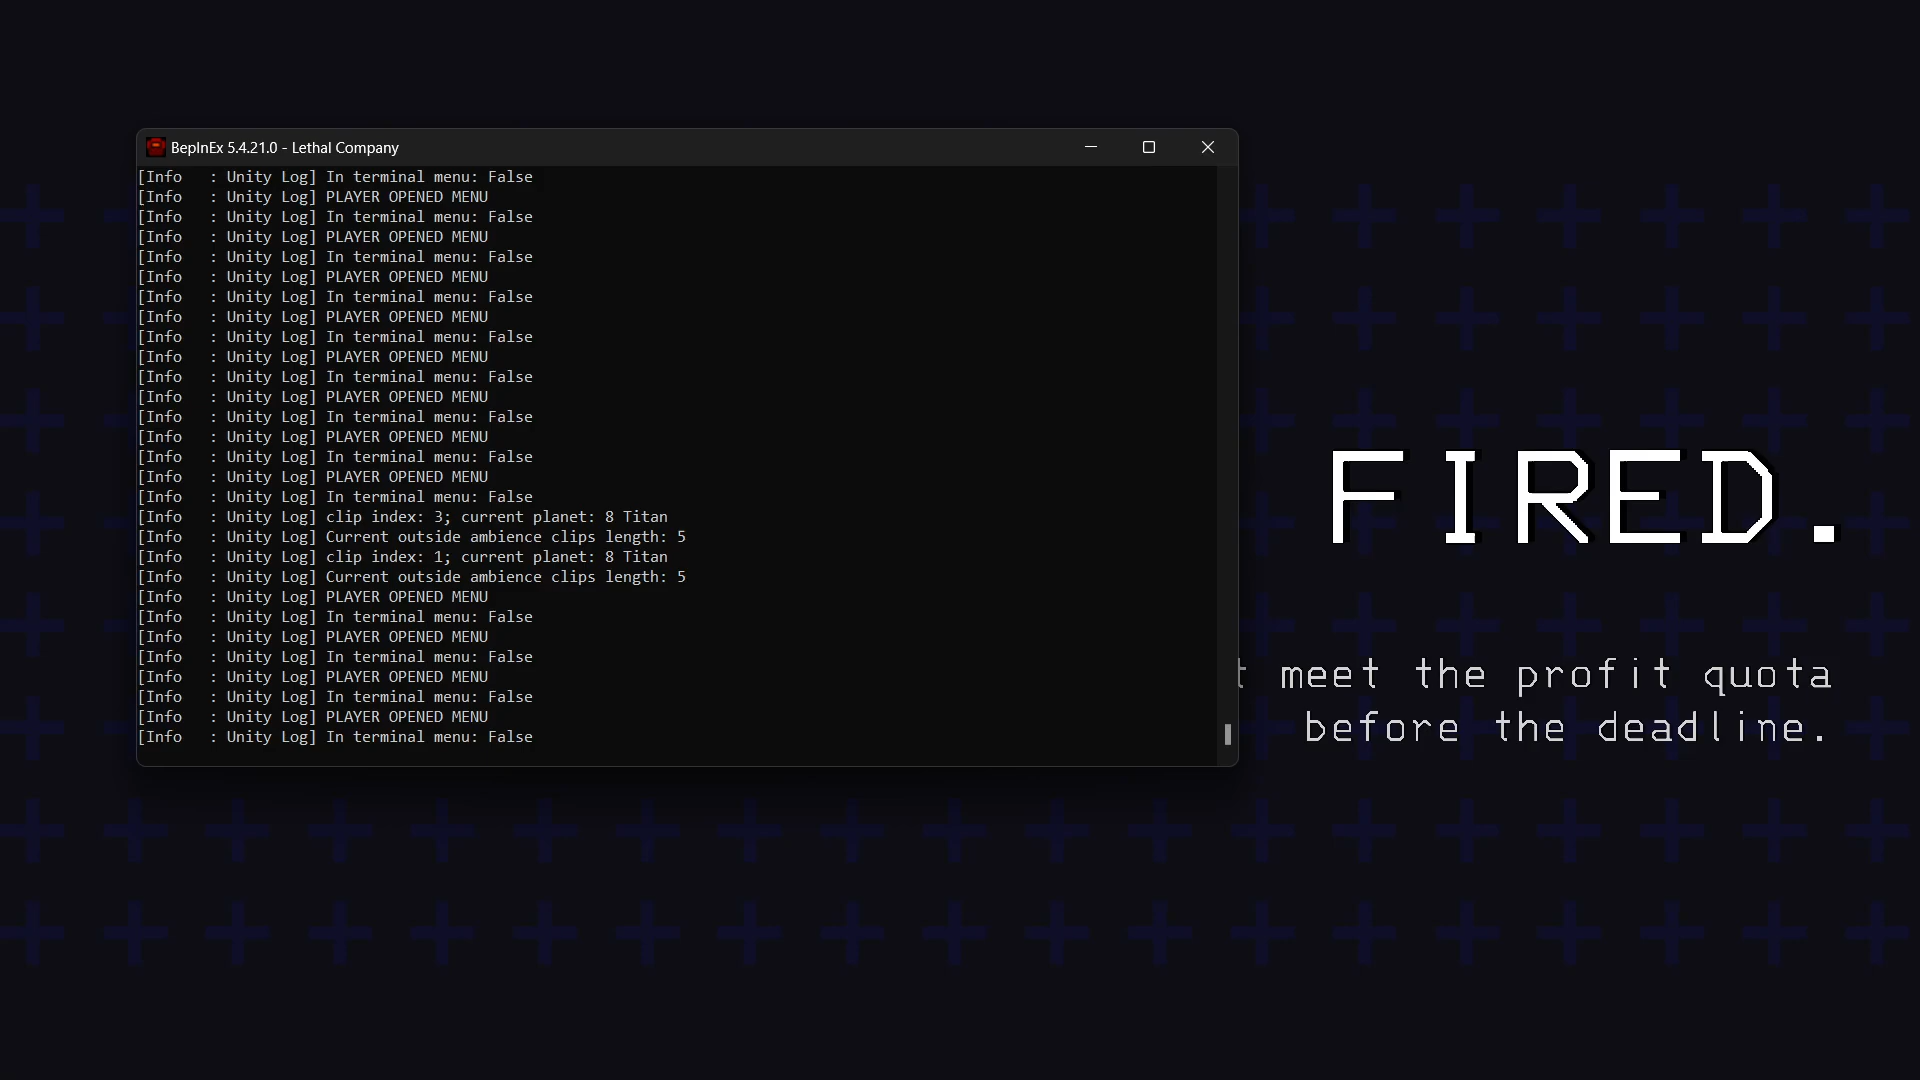 BepInEx 5.4.21.0 - Lethal Company
[Info   : Unity Log] In terminal menu: False
[Info   : Unity Log] PLAYER OPENED MENU
[Info   : Unity Log] In terminal menu: False
[Info   : Unity Log] PLAYER OPENED MENU
[Info   : Unity Log] In terminal menu: False
[Info   : Unity Log] PLAYER OPENED MENU
[Info   : Unity Log] In terminal menu: False
[Info   : Unity Log] PLAYER OPENED MENU
[Info   : Unity Log] In terminal menu: False
[Info   : Unity Log] PLAYER OPENED MENU
[Info   : Unity Log] In terminal menu: False
[Info   : Unity Log] PLAYER OPENED MENU
[Info   : Unity Log] In terminal menu: False
[Info   : Unity Log] PLAYER OPENED MENU
[Info   : Unity Log] In terminal menu: False
[Info   : Unity Log] PLAYER OPENED MENU
[Info   : Unity Log] In terminal menu: False
[Info   : Unity Log] clip index: 3; current planet: 8 Titan
[Info   : Unity Log] Current outside ambience clips length: 5
[Info   : Unity Log] clip index: 1; current planet: 8 Titan
[Info   : Unity Log] Current outside ambience clips length: 5
[Info   : Unity Log] PLAYER OPENED MENU
[Info   : Unity Log] In terminal menu: False
[Info   : Unity Log] PLAYER OPENED MENU
[Info   : Unity Log] In terminal menu: False
[Info   : Unity Log] PLAYER OPENED MENU
[Info   : Unity Log] In terminal menu: False
[Info   : Unity Log] PLAYER OPENED MENU
[Info   : Unity Log] In terminal menu: False
FIRED.
meet the profit quota
before the deadline.